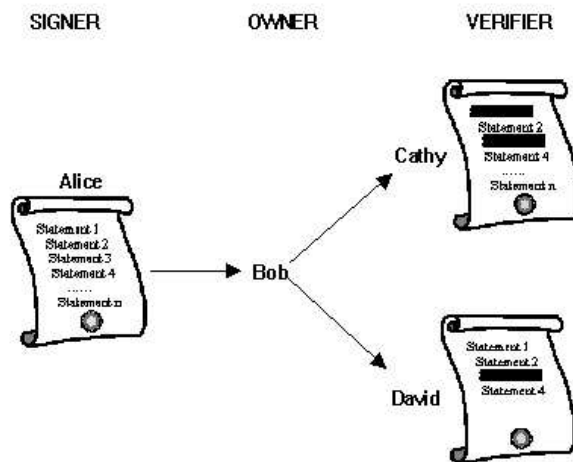 SIGNER OWNER VERIFIER
Statement 2
Statement 4
......
Statement n
Cathy
Alice
Statement 1
Statement 2
Statement 3
Statement 4
......
Statement n
Bob
Statement 1
Statement 2
Statement 4
David